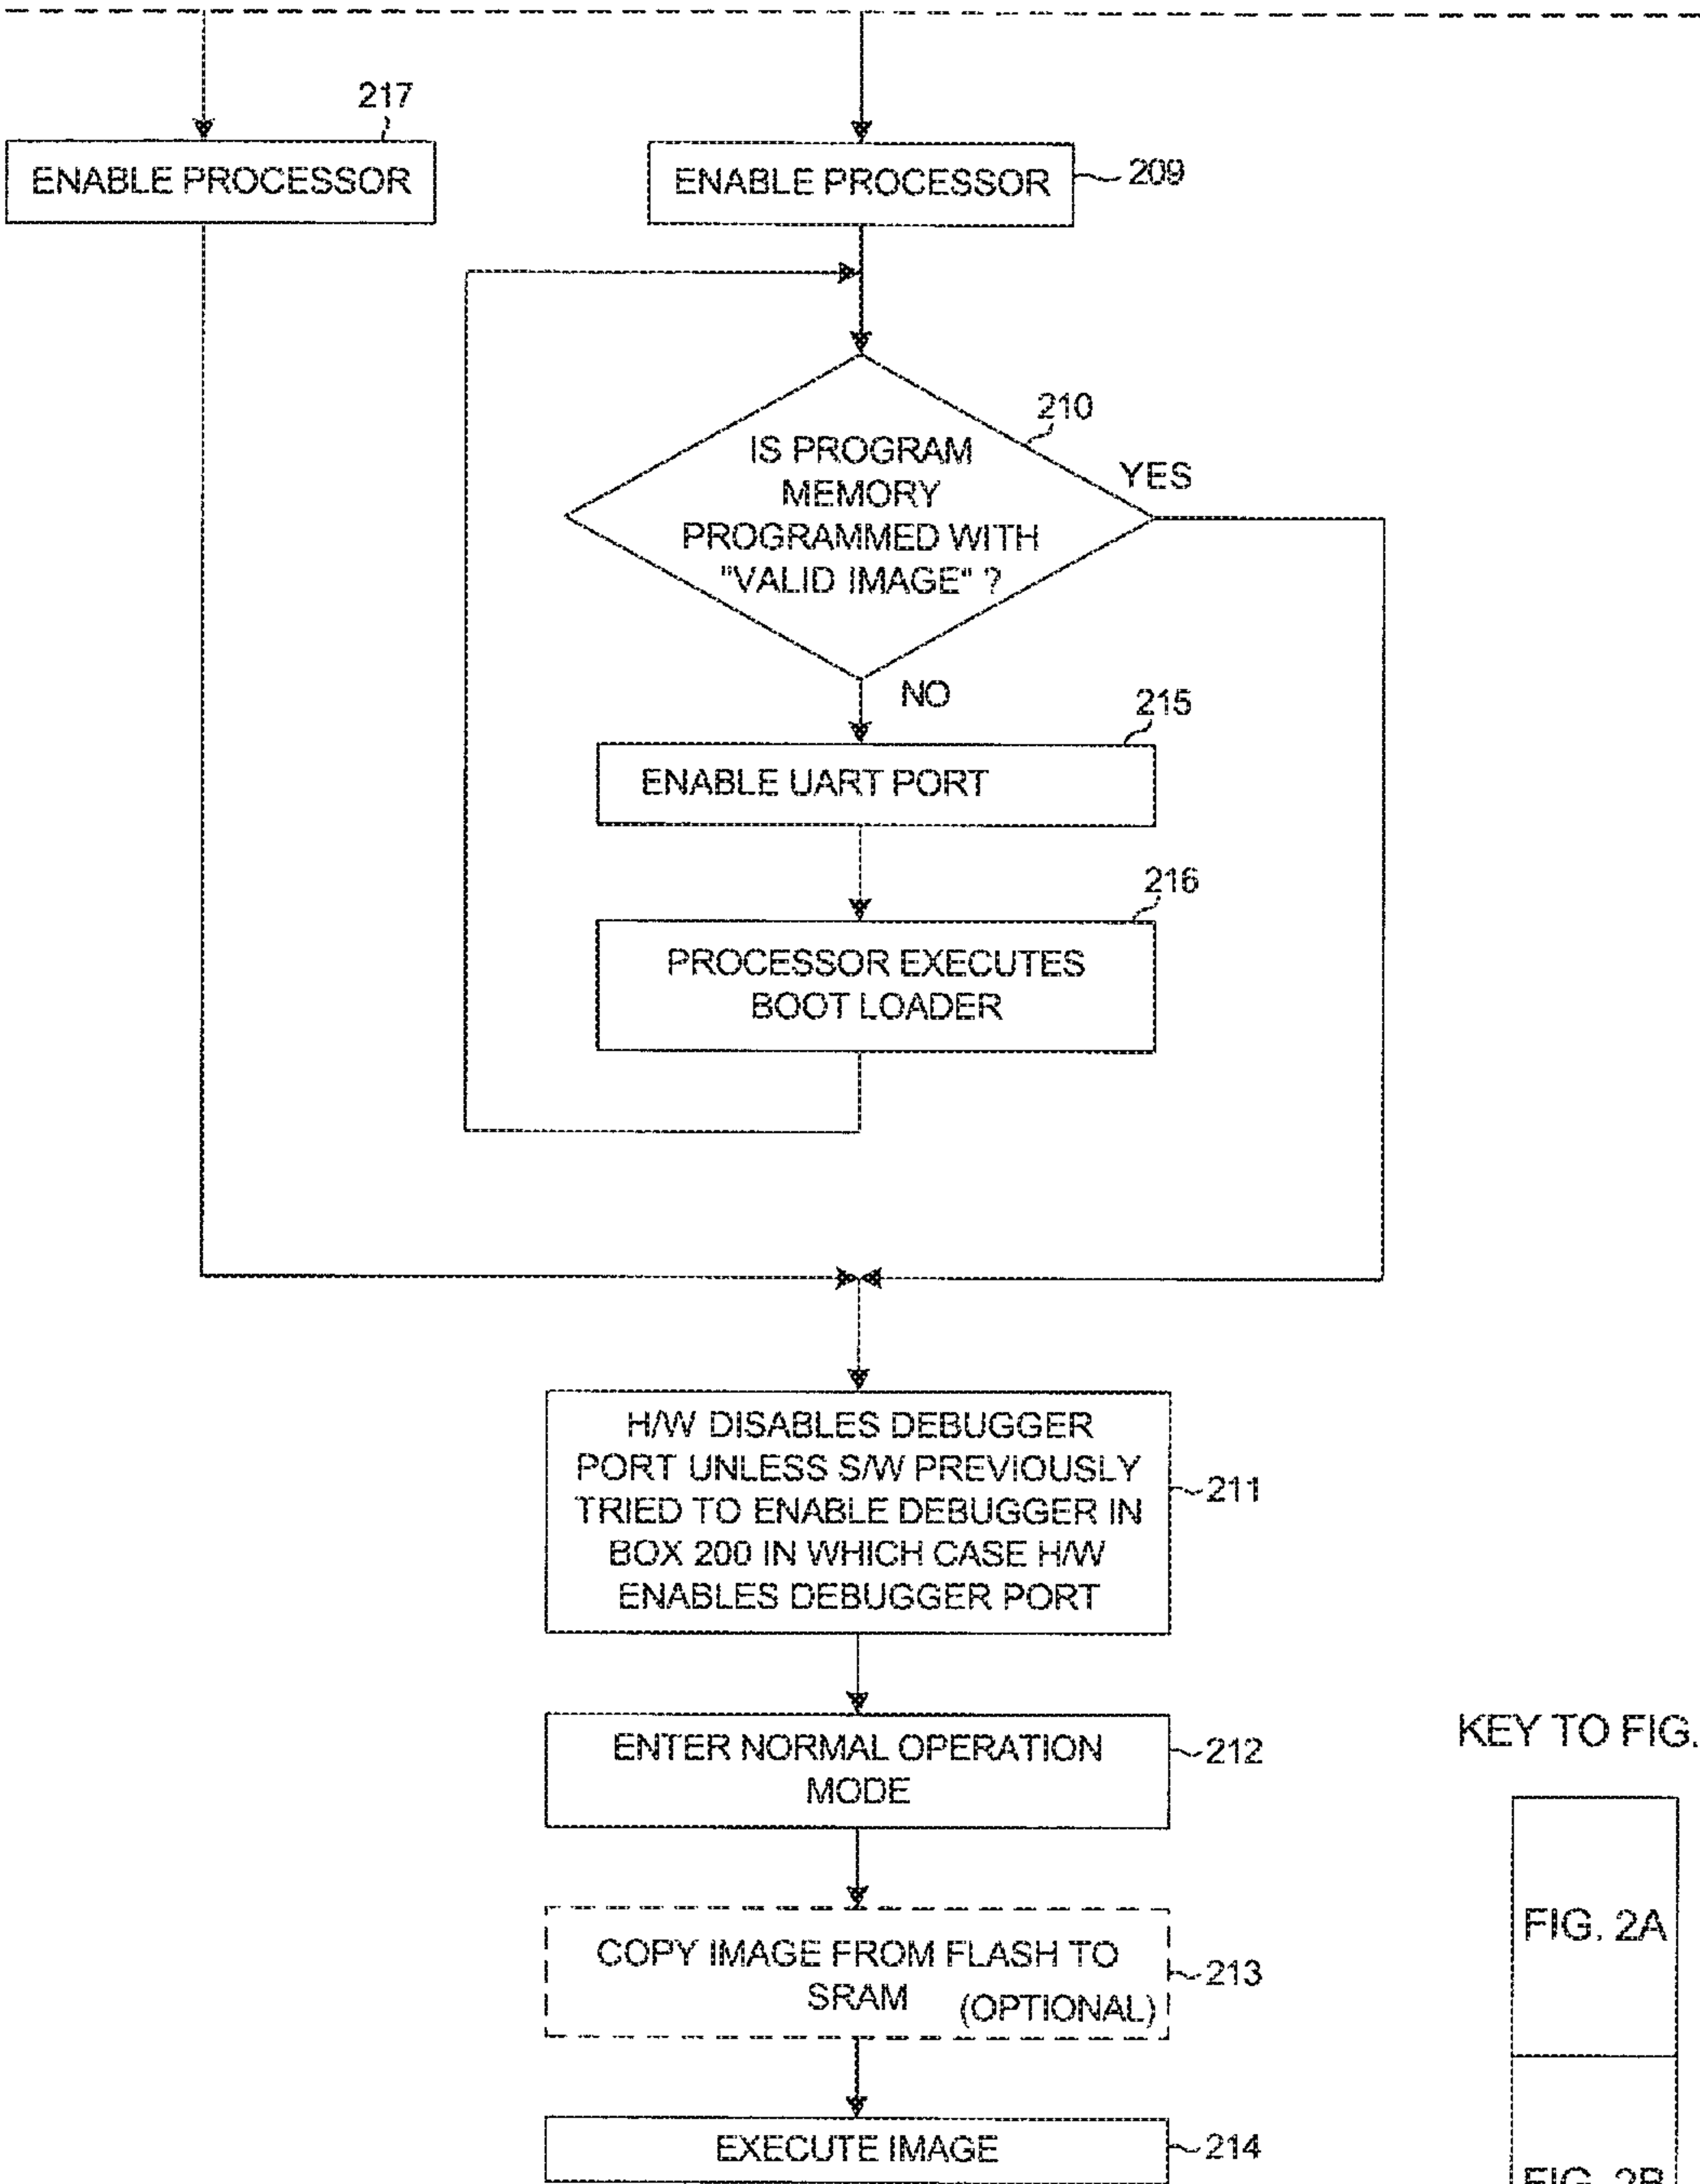 217
ENABLE PROCESSOR
ENABLE PROCESSOR
209
210
IS PROGRAM
MEMORY
PROGRAMMED WITH
"VALID IMAGE" ?
YES
NO
215
ENABLE UART PORT
216
PROCESSOR EXECUTES
BOOT LOADER
H/W DISABLES DEBUGGER
PORT UNLESS S/W PREVIOUSLY
TRIED TO ENABLE DEBUGGER IN
BOX 200 IN WHICH CASE H/W
ENABLES DEBUGGER PORT
211
ENTER NORMAL OPERATION
MODE
212
COPY IMAGE FROM FLASH TO
SRAM (OPTIONAL)
213
EXECUTE IMAGE
214
KEY TO FIG.
FIG. 2A
FIG. 2B